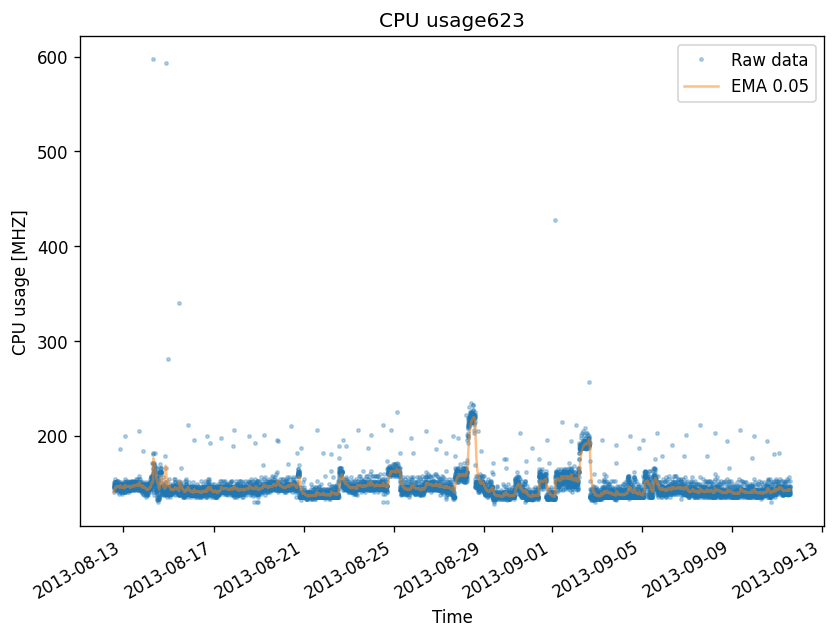 CPU usage623
Raw data
EMA 0.05
CPU usage [MHZ]
600
500
400
300
200
2013-08-13
2013-08-17
2013-08-21
2013-08-25
2013-08-29
2013-09-01
2013-09-05
2013-09-09
2013-09-13
Time